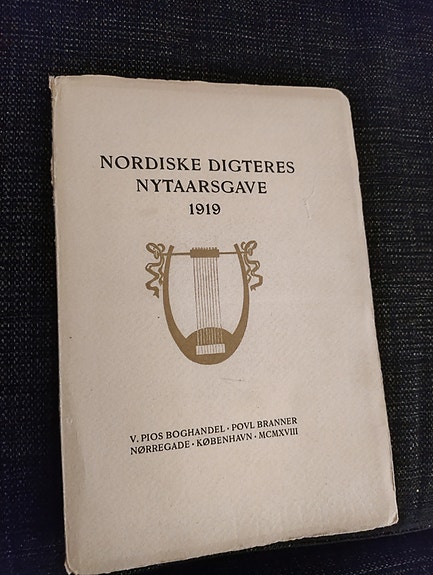 NORDISKE DIGTERES
NYTAARSGAVE
1919
V. PIOS BOGHANDEL · POVL BRANNER
NØRREGADE · KØBENHAVN · MCMXVIII